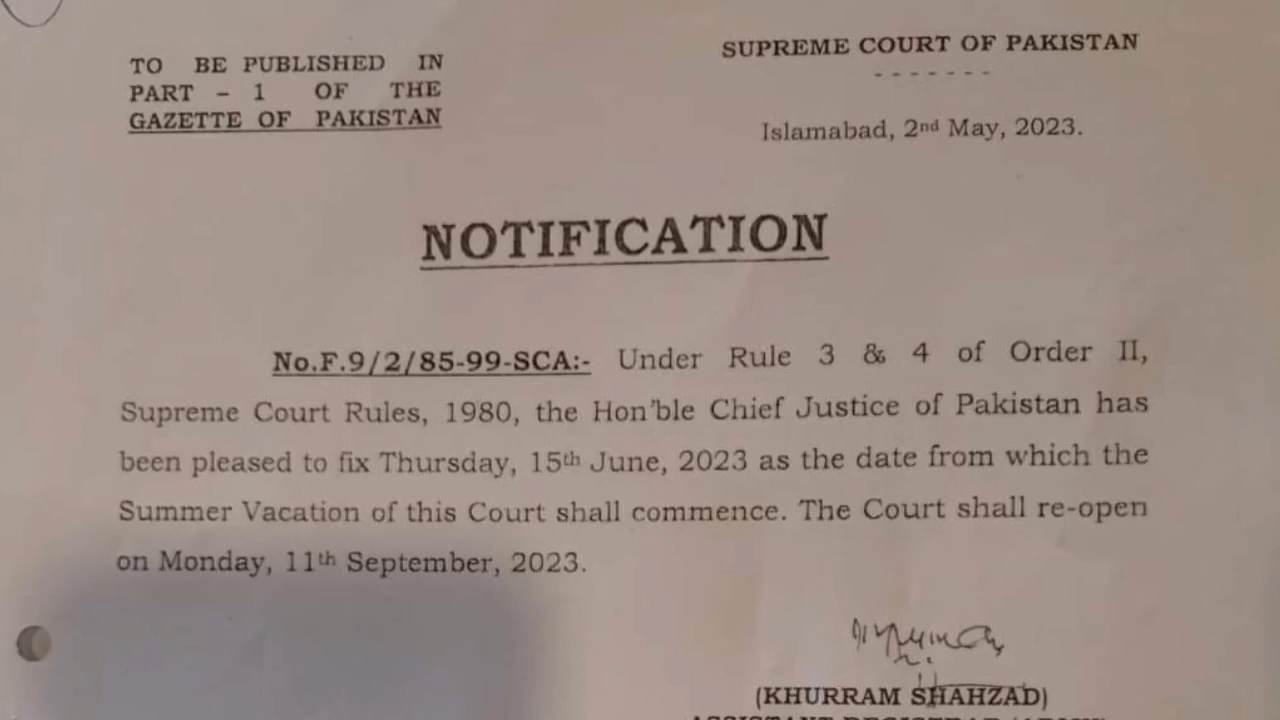 TO BE PUBLISHED IN
PART - 1 OF THE
GAZETTE OF PAKISTAN
SUPREME COURT OF PAKISTAN
-------
Islamabad, 2nd May, 2023.
NOTIFICATION
No.F.9/2/85-99-SCA:- Under Rule 3 & 4 of Order II,
Supreme Court Rules, 1980, the Hon'ble Chief Justice of Pakistan has
been pleased to fix Thursday, 15th June, 2023 as the date from which the
Summer Vacation of this Court shall commence. The Court shall re-open
on Monday, 11th September, 2023.
(KHURRAM SHAHZAD)
ASSISTANT REGISTRAR